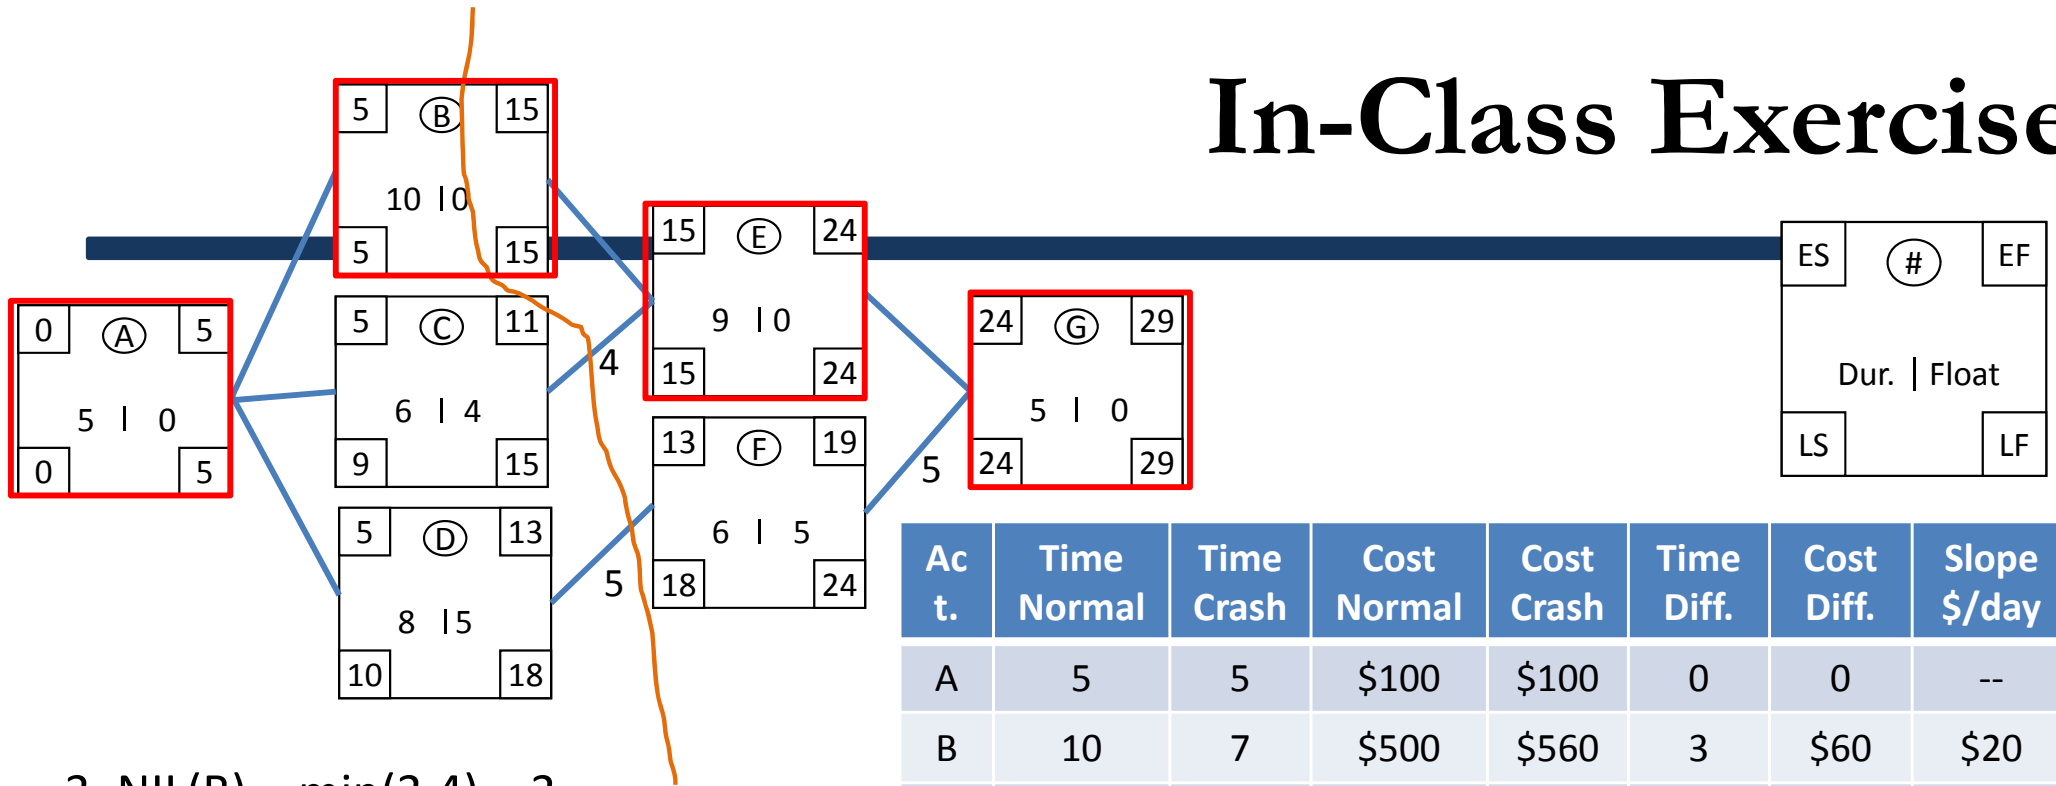 In-Class Exercise
5 B 15
10 | 0
5 15
0 A 5
5 | 0
0 5
5 C 11
6 | 4
9 15
4
5 D 13
8 | 5
10 18
5
15 E 24
9 | 0
15 24
13 F 19
6 | 5
18 24
5
24 G 29
5 | 0
24 29
ES # EF
Dur. | Float
LS LF
Ac t. Time Normal Time Crash Cost Normal Cost Crash Time Diff. Cost Diff. Slope $/day
A 5 5 $100 $100 0 0 --
B 10 7 $500 $560 3 $60 $20